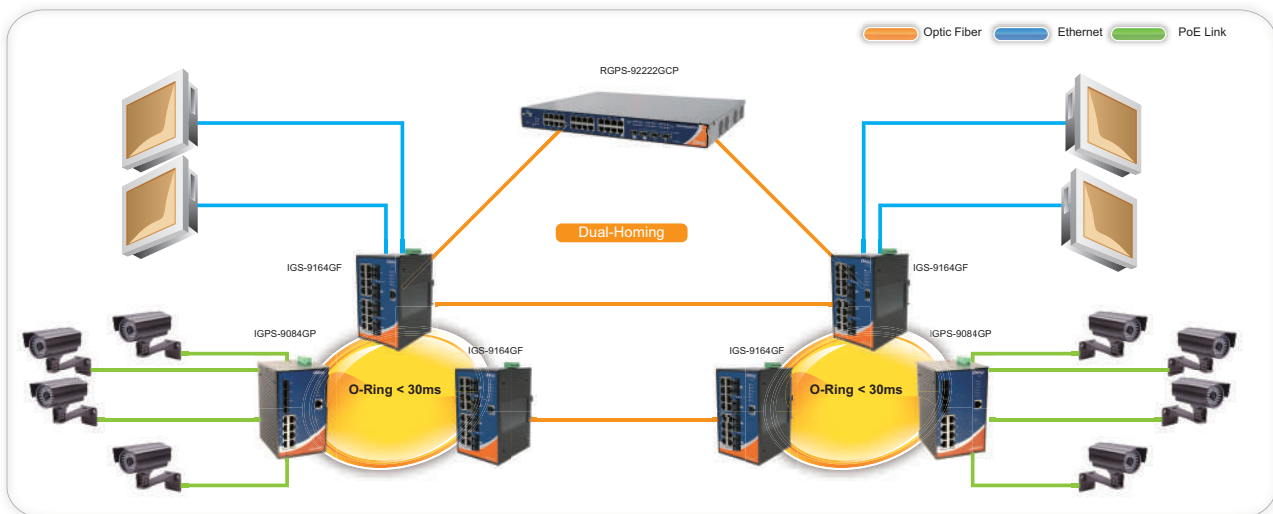 Optic Fiber Ethernet PoE Link
RGPS-92222GCP
Dual-Homing
IGS-9164GF IGS-9164GF
IGPS-9084GP IGS-9164GF IGS-9164GF IGPS-9084GP
O-Ring < 30ms O-Ring < 30ms